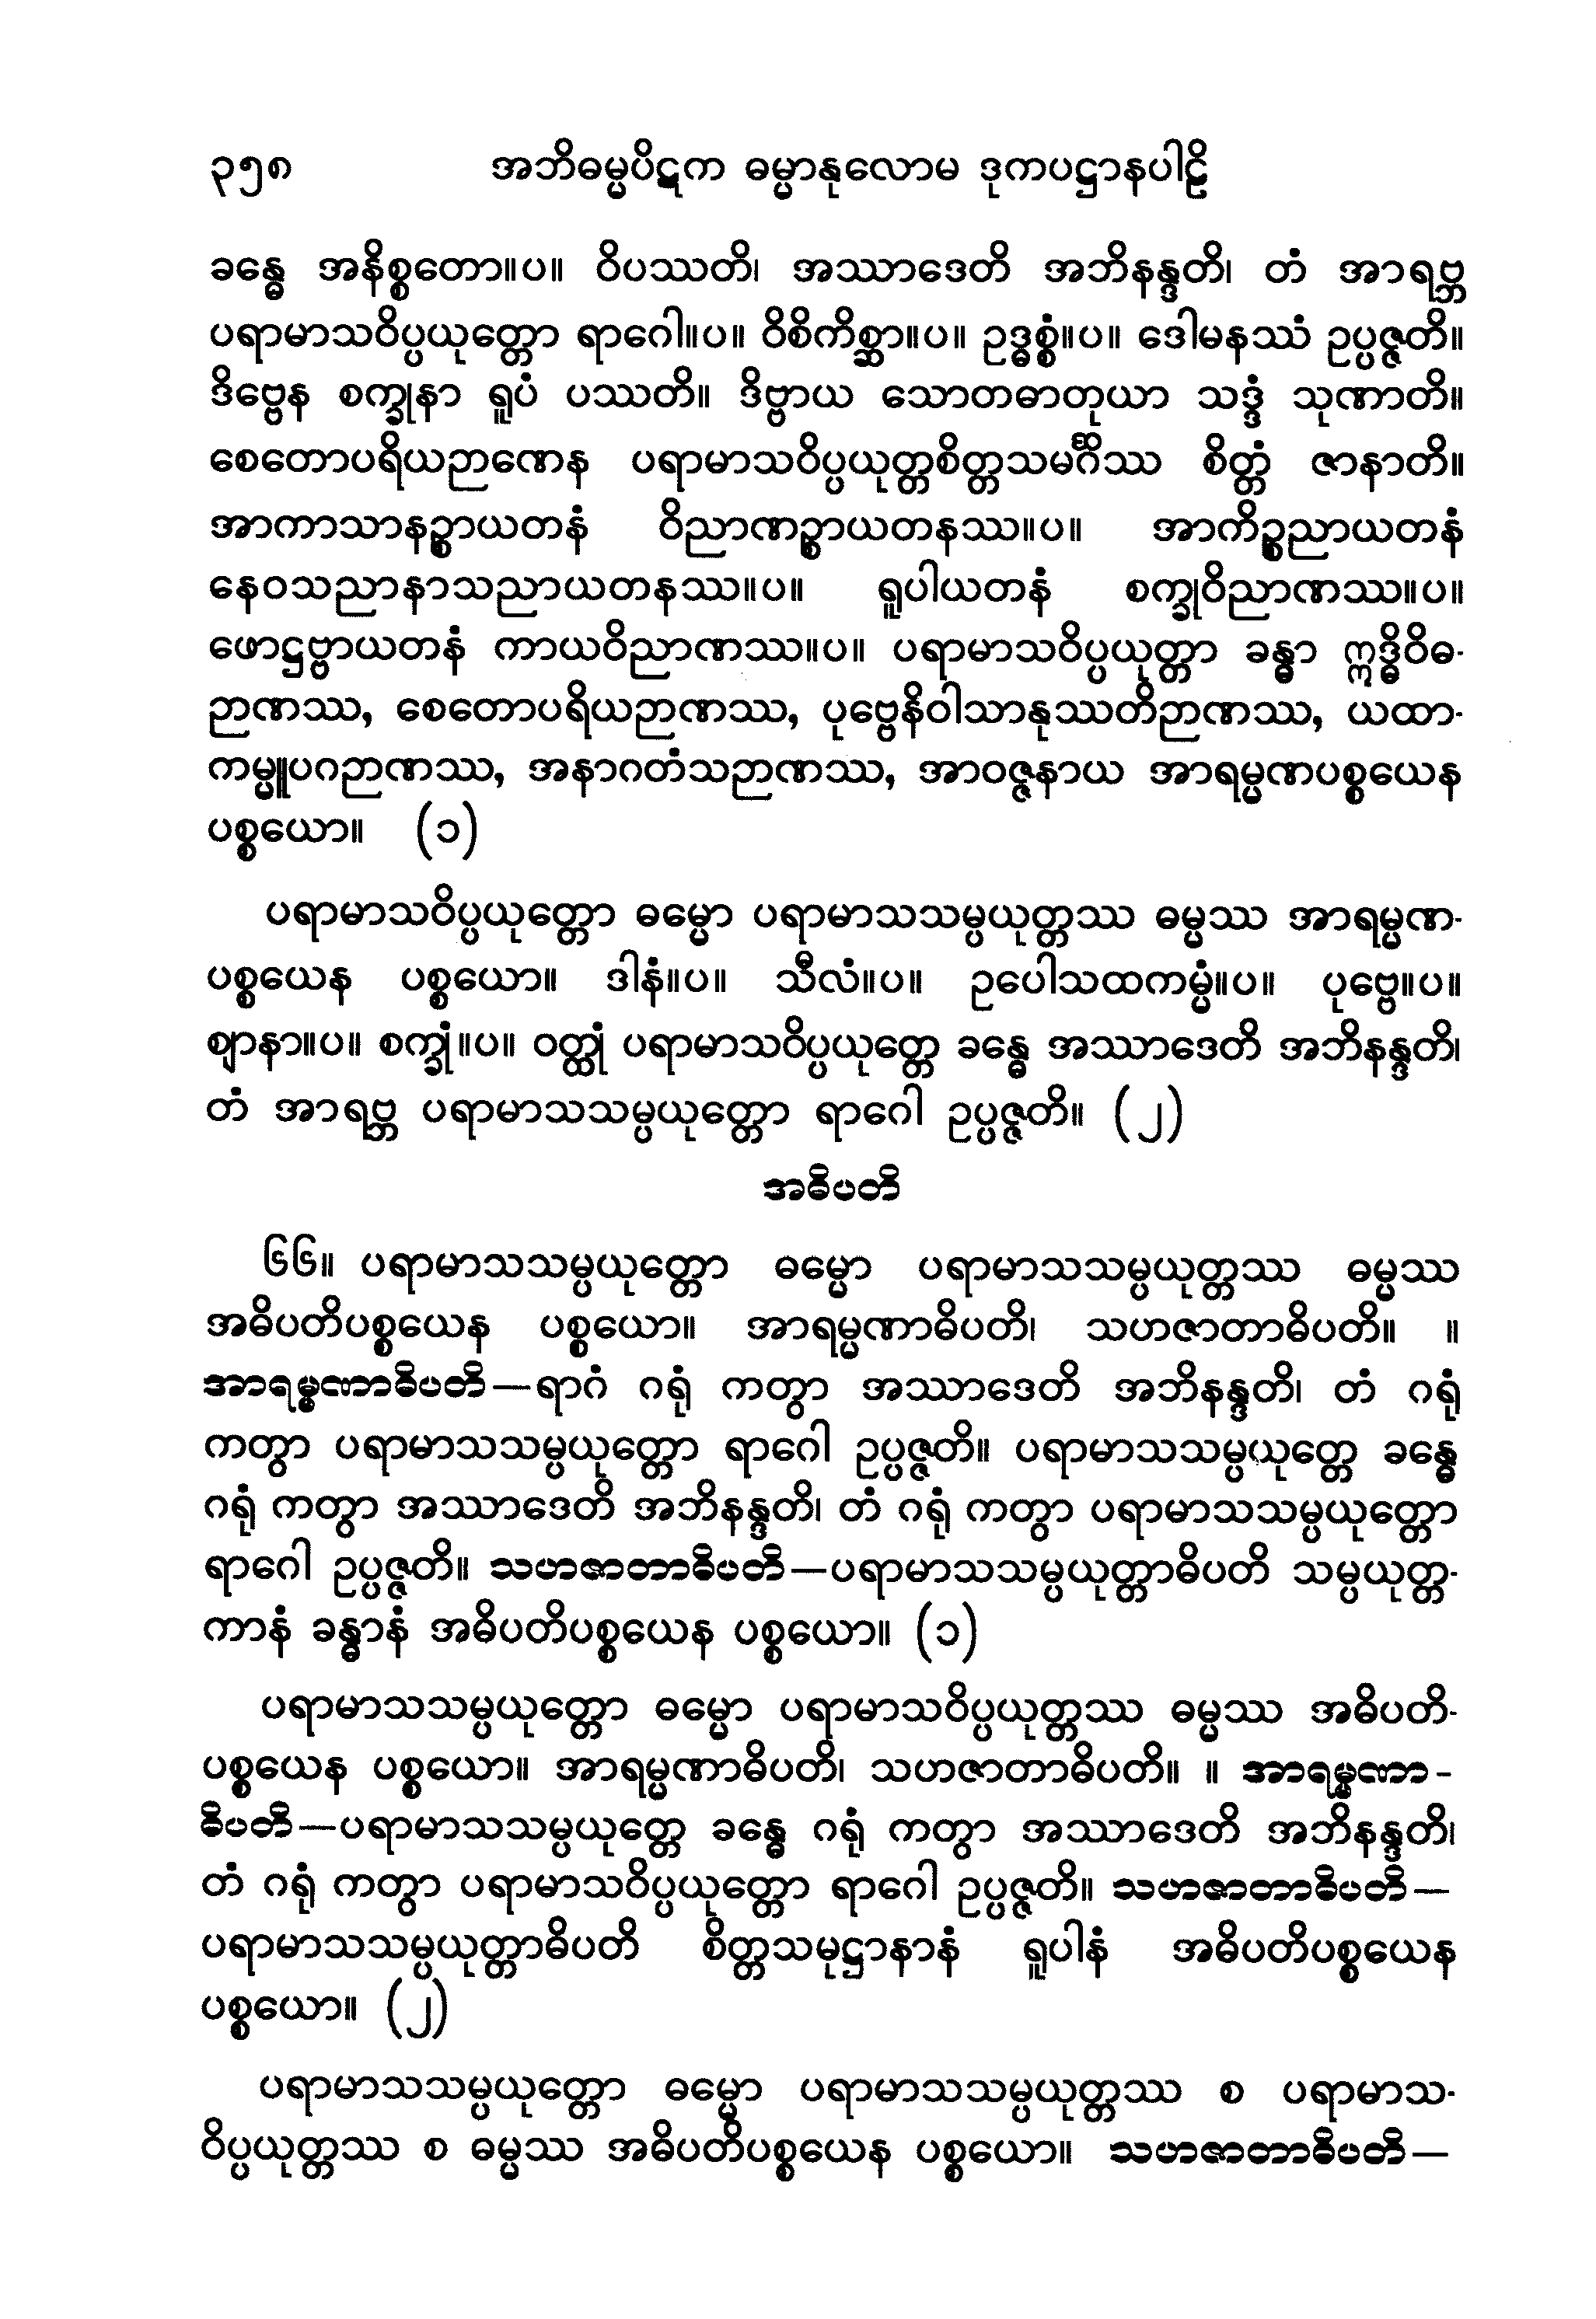 ၃၅၈ အဘိဓမ္မပိဋက ဓမ္မာနုလောမ ဒုကပဋ္ဌာနပါဠိ
ခန္ဓေ အနိစ္စတော။ပ။ ဝိပဿတိ၊ အဿာဒေတိ အဘိနန္ဒတိ၊ တံ အာရဗ္ဘ
ပရာမာသဝိပ္ပယုတ္တော ရာဂေါ။ပ။ ဝိစိကိစ္ဆာ။ပ။ ဥဒ္ဓစ္စံ။ပ။ ဒေါမနဿံ ဥပ္ပဇ္ဇတိ။
ဒိဗ္ဗေန စက္ခုနာ ရူပံ ပဿတိ။ ဒိဗ္ဗာယ သောတဓာတုယာ သဒ္ဒံ သုဏာတိ။
စေတောပရိယဉာဏေန ပရာမာသဝိပ္ပယုတ္တစိတ္တသမင်္ဂိဿ စိတ္တံ ဇာနာတိ။
အာကာသာနဉ္စာယတနံ ဝိညာဏဉ္စာယတနဿ။ပ။ အာကိဉ္စညာယတနံ
နေဝသညာနာသညာယတနဿ။ပ။ ရူပါယတနံ စက္ခုဝိညာဏဿ။ပ။
ဖောဋ္ဌဗ္ဗာယတနံ ကာယဝိညာဏဿ။ပ။ ပရာမာသဝိပ္ပယုတ္တာ ခန္ဓာ ဣဒ္ဓိဝိဓ-
ဉာဏဿ, စေတောပရိယဉာဏဿ, ပုဗ္ဗေနိဝါသာနုဿတိဉာဏဿ, ယထာ-
ကမ္မူပဂဉာဏဿ, အနာဂတံသဉာဏဿ, အာဝဇ္ဇနာယ အာရမ္မဏပစ္စယေန
ပစ္စယော။ (၁)
ပရာမာသဝိပ္ပယုတ္တော ဓမ္မော ပရာမာသသမ္ပယုတ္တဿ ဓမ္မဿ အာရမ္မဏ-
ပစ္စယေန ပစ္စယော။ ဒါနံ။ပ။ သီလံ။ပ။ ဥပေါသထကမ္မံ။ပ။ ပုဗ္ဗေ။ပ။
ဈာနာ။ပ။ စက္ခုံ။ပ။ ဝတ္ထုံ ပရာမာသဝိပ္ပယုတ္တေ ခန္ဓေ အဿာဒေတိ အဘိနန္ဒတိ၊
တံ အာရဗ္ဘ ပရာမာသသမ္ပယုတ္တော ရာဂေါ ဥပ္ပဇ္ဇတိ။ (၂)
အဓိပတိ
၆၆။ ပရာမာသသမ္ပယုတ္တော ဓမ္မော ပရာမာသသမ္ပယုတ္တဿ ဓမ္မဿ
အဓိပတိပစ္စယေန ပစ္စယော။ အာရမ္မဏာဓိပတိ၊ သဟဇာတာဓိပတိ။ ။
အာရမ္မဏာဓိပတိ—ရာဂံ ဂရုံ ကတွာ အဿာဒေတိ အဘိနန္ဒတိ၊ တံ ဂရုံ
ကတွာ ပရာမာသသမ္ပယုတ္တော ရာဂေါ ဥပ္ပဇ္ဇတိ။ ပရာမာသသမ္ပယုတ္တေ ခန္ဓေ
ဂရုံ ကတွာ အဿာဒေတိ အဘိနန္ဒတိ၊ တံ ဂရုံ ကတွာ ပရာမာသသမ္ပယုတ္တော
ရာဂေါ ဥပ္ပဇ္ဇတိ။ သဟဇာတာဓိပတိ—ပရာမာသသမ္ပယုတ္တာဓိပတိ သမ္ပယုတ္တ-
ကာနံ ခန္ဓာနံ အဓိပတိပစ္စယေန ပစ္စယော။ (၁)
ပရာမာသသမ္ပယုတ္တော ဓမ္မော ပရာမာသဝိပ္ပယုတ္တဿ ဓမ္မဿ အဓိပတိ-
ပစ္စယေန ပစ္စယော။ အာရမ္မဏာဓိပတိ၊ သဟဇာတာဓိပတိ။ ။ အာရမ္မဏာ-
ဓိပတိ—ပရာမာသသမ္ပယုတ္တေ ခန္ဓေ ဂရုံ ကတွာ အဿာဒေတိ အဘိနန္ဒတိ၊
တံ ဂရုံ ကတွာ ပရာမာသဝိပ္ပယုတ္တော ရာဂေါ ဥပ္ပဇ္ဇတိ။ သဟဇာတာဓိပတိ—
ပရာမာသသမ္ပယုတ္တာဓိပတိ စိတ္တသမုဋ္ဌာနာနံ ရူပါနံ အဓိပတိပစ္စယေန
ပစ္စယော။ (၂)
ပရာမာသသမ္ပယုတ္တော ဓမ္မော ပရာမာသသမ္ပယုတ္တဿ စ ပရာမာသ-
ဝိပ္ပယုတ္တဿ စ ဓမ္မဿ အဓိပတိပစ္စယေန ပစ္စယော။ သဟဇာတာဓိပတိ—